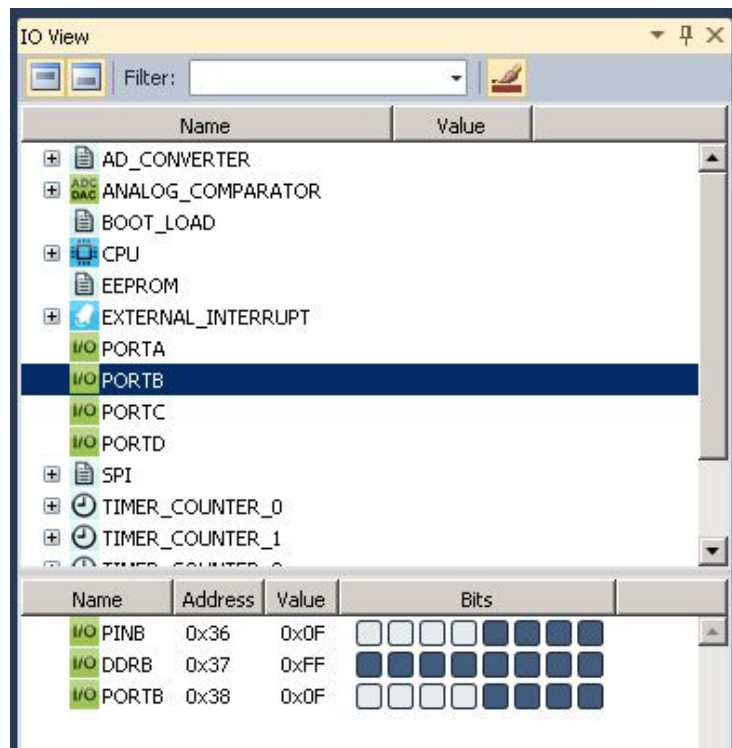 IO View
Filter:
Name Value
AD_CONVERTER
ADC DAC ANALOG_COMPARATOR
BOOT_LOAD
CPU
EEPROM
EXTERNAL_INTERRUPT
I/O PORTA
I/O PORTB
I/O PORTC
I/O PORTD
SPI
TIMER_COUNTER_0
TIMER_COUNTER_1
Name Address Value Bits
I/O PINB 0x36 0x0F
I/O DDRB 0x37 0xFF
I/O PORTB 0x38 0x0F